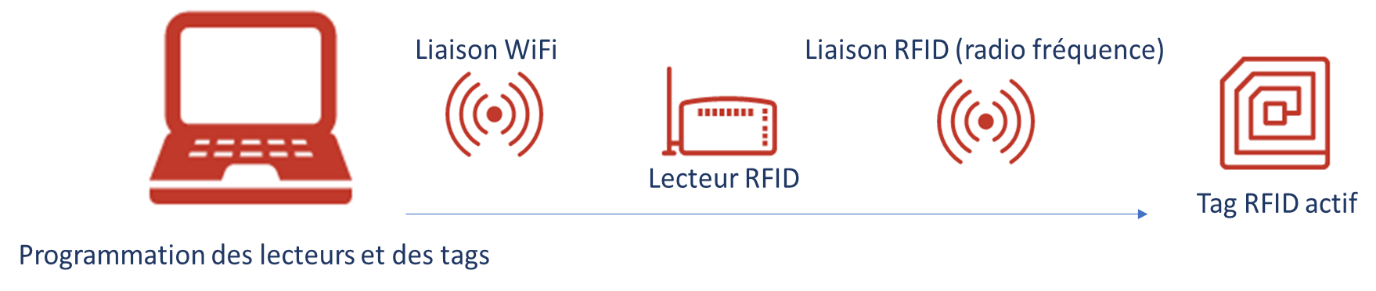 Liaison WiFi
Liaison RFID (radio fréquence)
Lecteur RFID
Tag RFID actif
Programmation des lecteurs et des tags